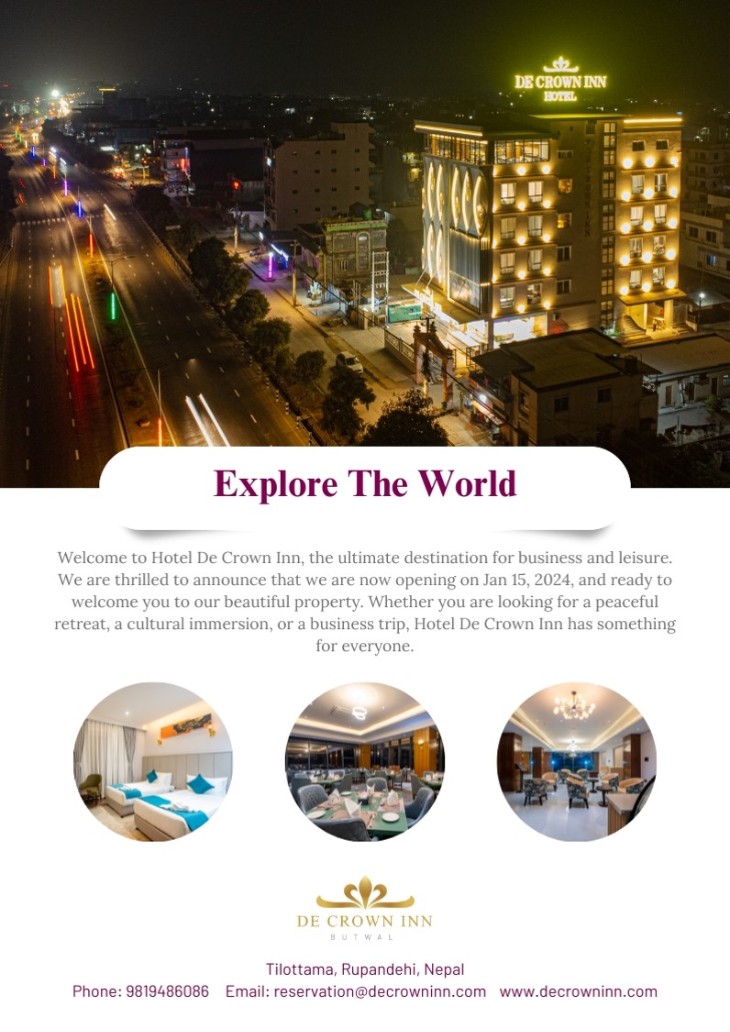 DE CROWN INN
HOTEL
Explore The World
Welcome to Hotel De Crown Inn, the ultimate destination for business and leisure.
We are thrilled to announce that we are now opening on Jan 15, 2024, and ready to
welcome you to our beautiful property. Whether you are looking for a peaceful
retreat, a cultural immersion, or a business trip, Hotel De Crown Inn has something
for everyone.
DE CROWN INN
BUTWAL
Tilottama, Rupandehi, Nepal
Phone: 9819486086 Email: reservation@decrowninn.com www.decrowninn.com